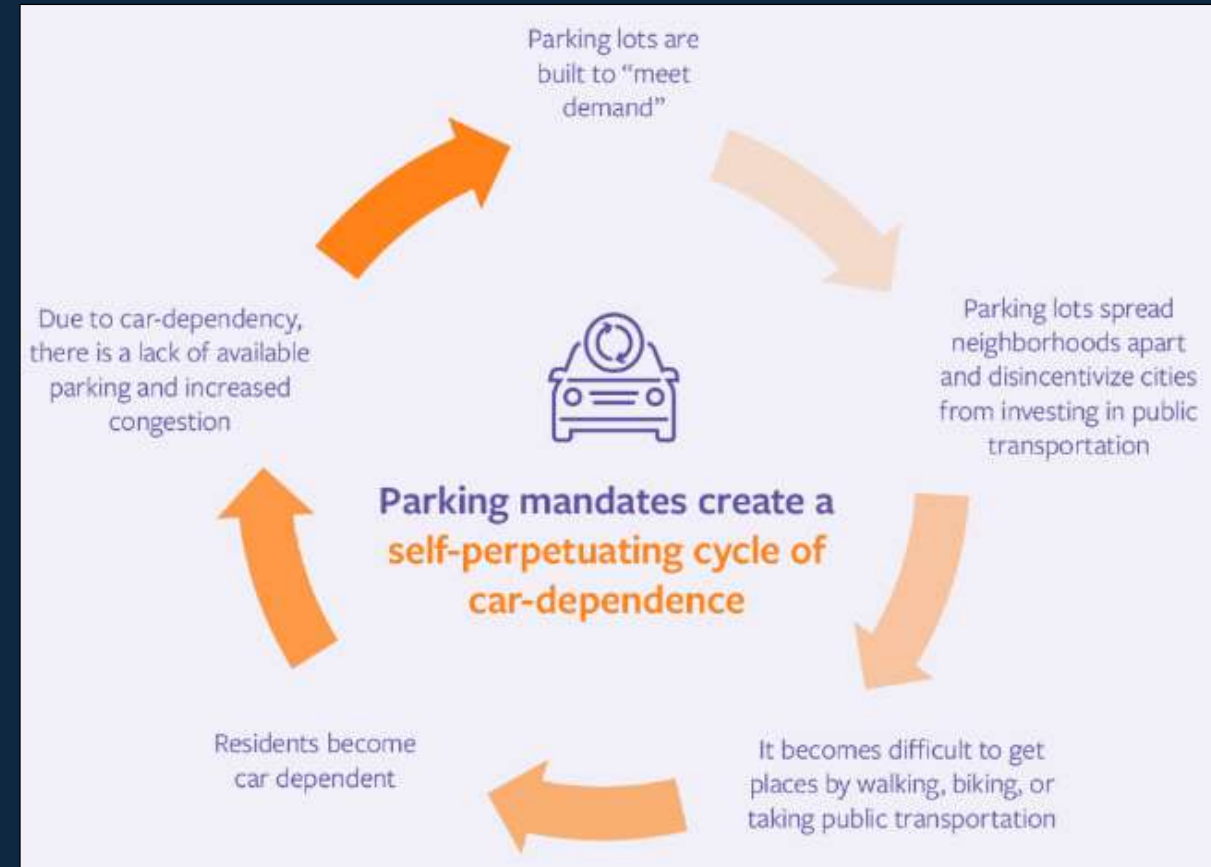 Parking lots are
built to “meet
demand”
Parking lots spread
neighborhoods apart
and disincentivize cities
from investing in public
transportation
It becomes difficult to get
places by walking, biking, or
taking public transportation
Residents become
car dependent
Due to car-dependency,
there is a lack of available
parking and increased
congestion
Parking mandates create a
self-perpetuating cycle of
car-dependence